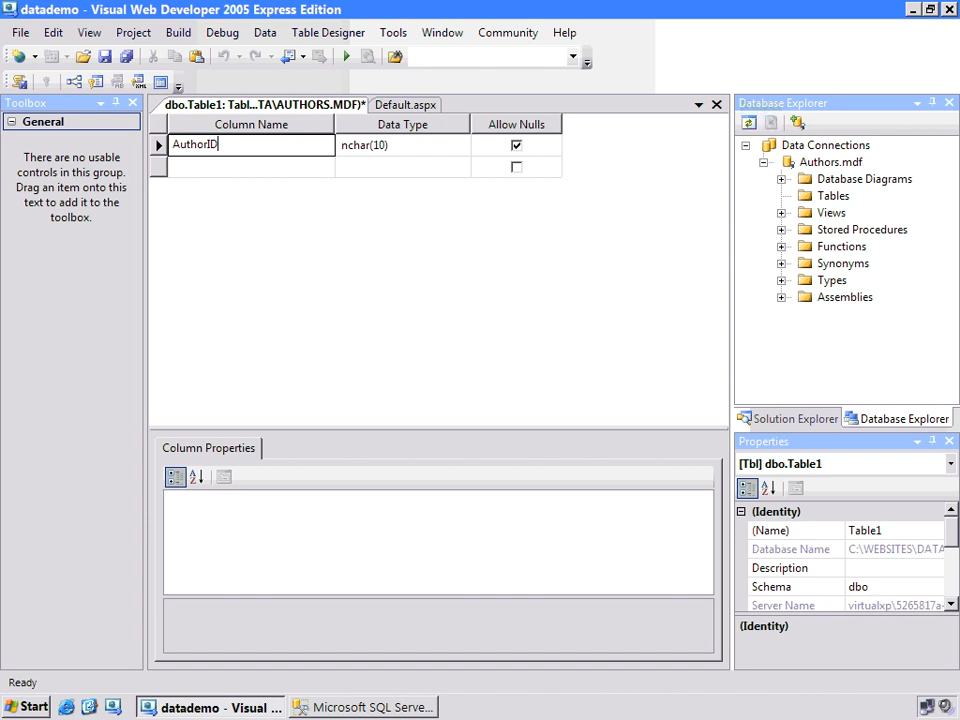 datademo - Visual Web Developer 2005 Express Edition
File Edit View Project Build Debug Data Table Designer Tools Window Community Help
Toolbox
General
There are no usable
controls in this group.
Drag an item onto this
text to add it to the
toolbox.
dbo.Table1: Tabl...TA\AUTHORS.MDF)* Default.aspx
Column Name Data Type Allow Nulls
AuthorID nchar(10)
Column Properties
Database Explorer
Data Connections
Authors.mdf
Database Diagrams
Tables
Views
Stored Procedures
Functions
Synonyms
Types
Assemblies
Solution Explorer Database Explorer
Properties
[Tbl] dbo.Table1
(Identity)
(Name) Table1
Database Name C:\WEBSITES\DATA
Description
Schema dbo
Server Name virtualxp\5265817a-
(Identity)
Ready
Start datademo - Visual ... Microsoft SQL Serve...